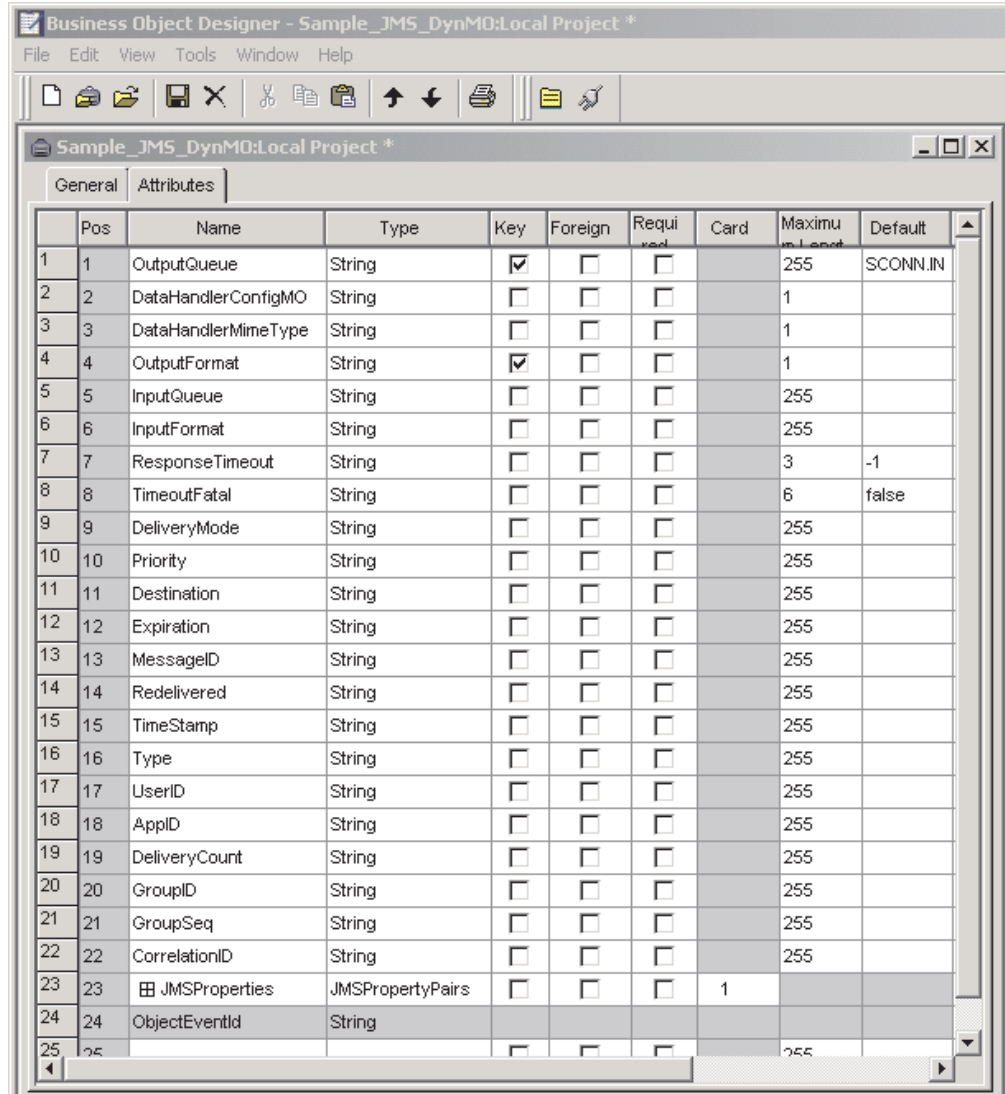 Business Object Designer - Sample_JMS_DynMO:Local Project *
File Edit View Tools Window Help
Sample_JMS_DynMO:Local Project *
General Attributes
Pos Name Type Key Foreign Requi red Card Maximu m Lengt Default
1 1 OutputQueue String 255 SCONN.IN
2 2 DataHandlerConfigMO String 1
3 3 DataHandlerMimeType String 1
4 4 OutputFormat String 1
5 5 InputQueue String 255
6 6 InputFormat String 255
7 7 ResponseTimeout String 3 -1
8 8 TimeoutFatal String 6 false
9 9 DeliveryMode String 255
10 10 Priority String 255
11 11 Destination String 255
12 12 Expiration String 255
13 13 MessageID String 255
14 14 Redelivered String 255
15 15 TimeStamp String 255
16 16 Type String 255
17 17 UserID String 255
18 18 AppID String 255
19 19 DeliveryCount String 255
20 20 GroupID String 255
21 21 GroupSeq String 255
22 22 CorrelationID String 255
23 23 JMSProperties JMSPropertyPairs 1
24 24 ObjectEventId String
25 25 255